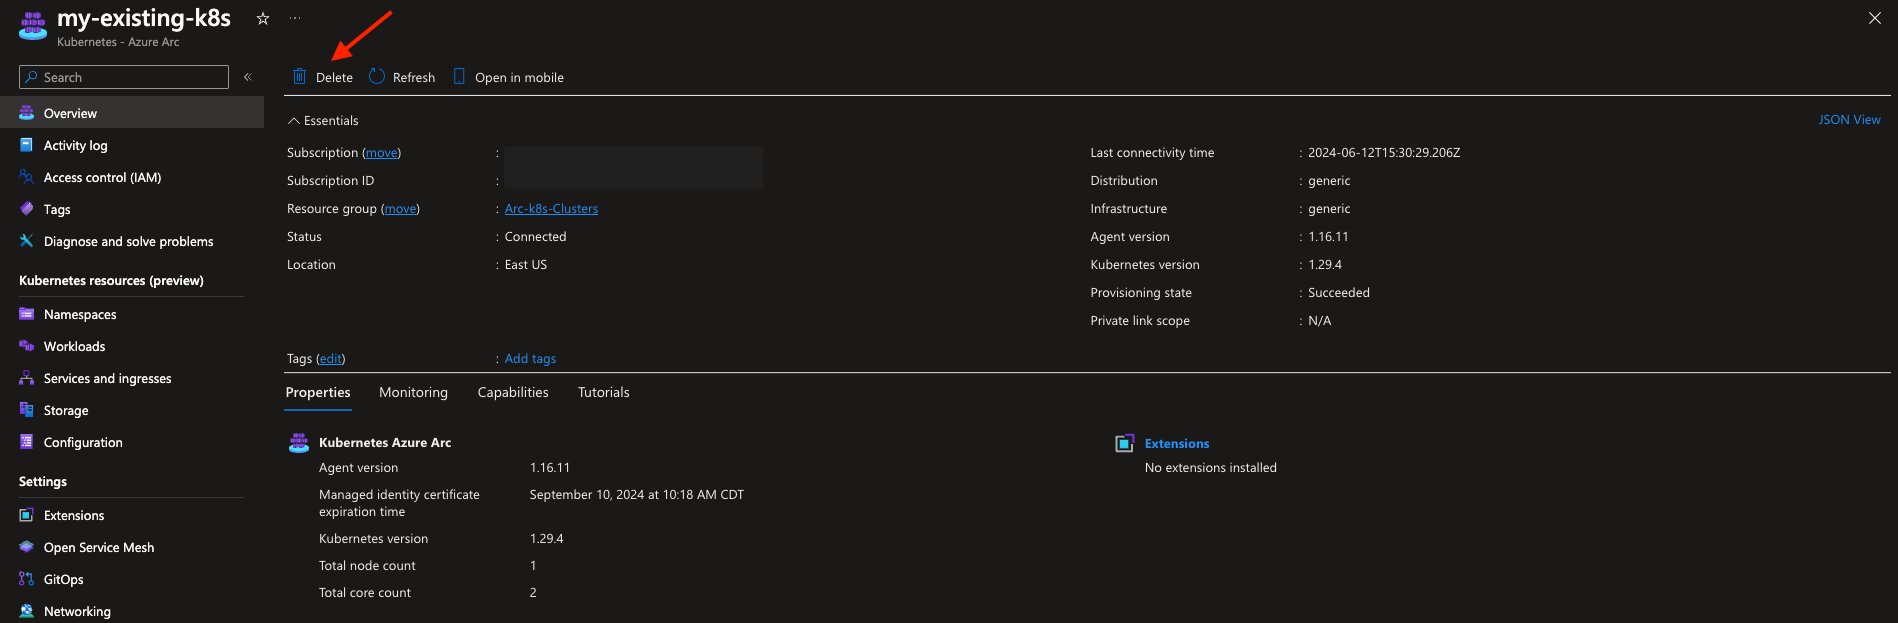 my-existing-k8s
Kubernetes - Azure Arc
Search
Delete
Refresh
Open in mobile
Overview
Activity log
Access control (IAM)
Tags
Diagnose and solve problems
Kubernetes resources (preview)
Namespaces
Workloads
Services and ingresses
Storage
Configuration
Settings
Extensions
Open Service Mesh
GitOps
Networking
Essentials
JSON View
Subscription (move) :
Subscription ID :
Resource group (move) : Arc-k8s-Clusters
Status : Connected
Location : East US
Last connectivity time : 2024-06-12T15:30:29.206Z
Distribution : generic
Infrastructure : generic
Agent version : 1.16.11
Kubernetes version : 1.29.4
Provisioning state : Succeeded
Private link scope : N/A
Tags (edit) : Add tags
Properties
Monitoring
Capabilities
Tutorials
Kubernetes Azure Arc
Agent version 1.16.11
Managed identity certificate September 10, 2024 at 10:18 AM CDT
expiration time
Kubernetes version 1.29.4
Total node count 1
Total core count 2
Extensions
No extensions installed